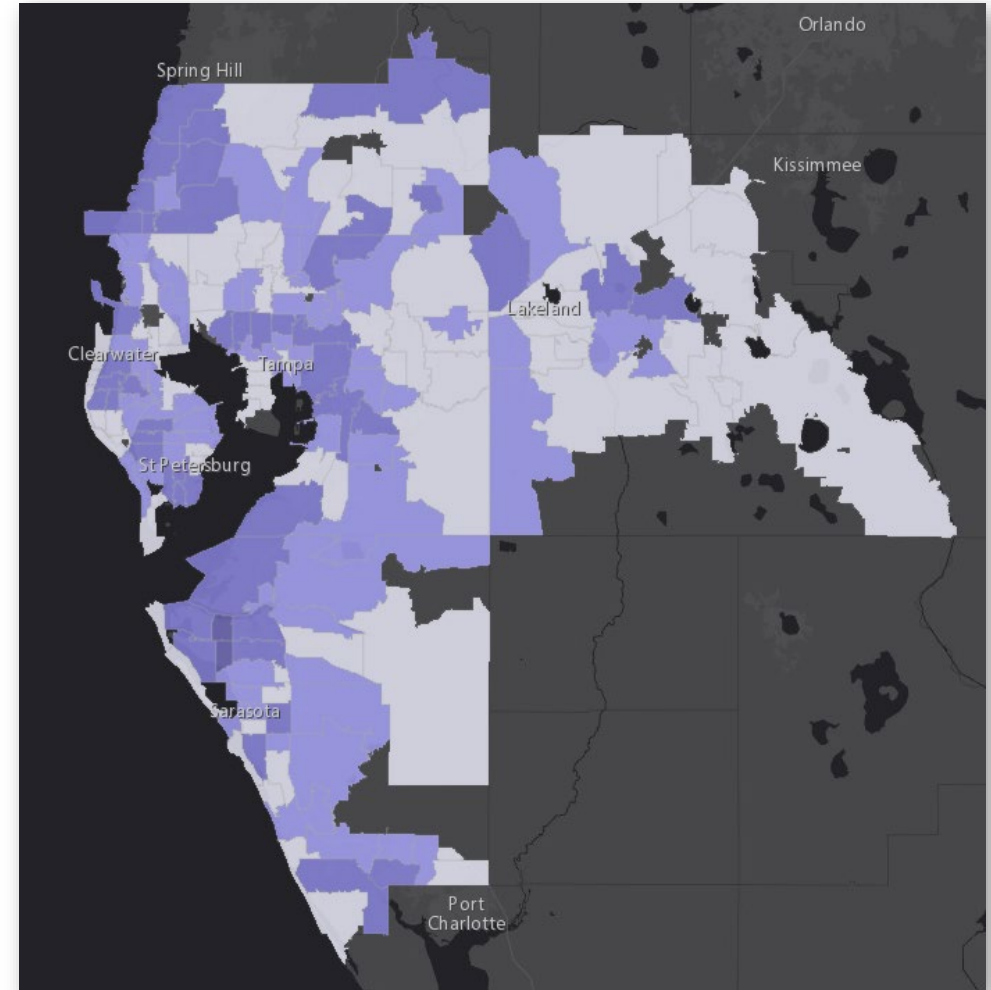 Orlando
Spring Hill
Kissimmee
Lakeland
Clearwater
Tampa
St Petersburg
Sarasota
Port
Charlotte